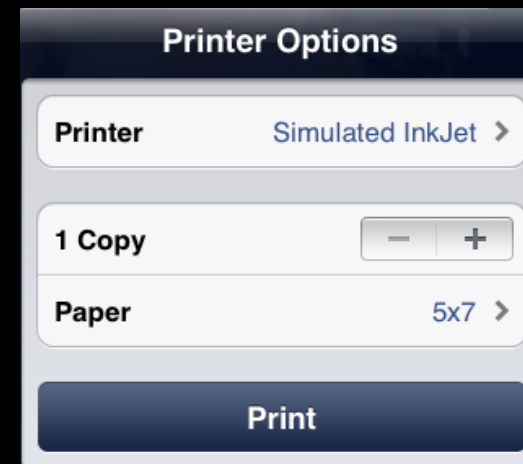 Printer Options
Printer Simulated InkJet >
1 Copy − +
Paper 5x7 >
Print